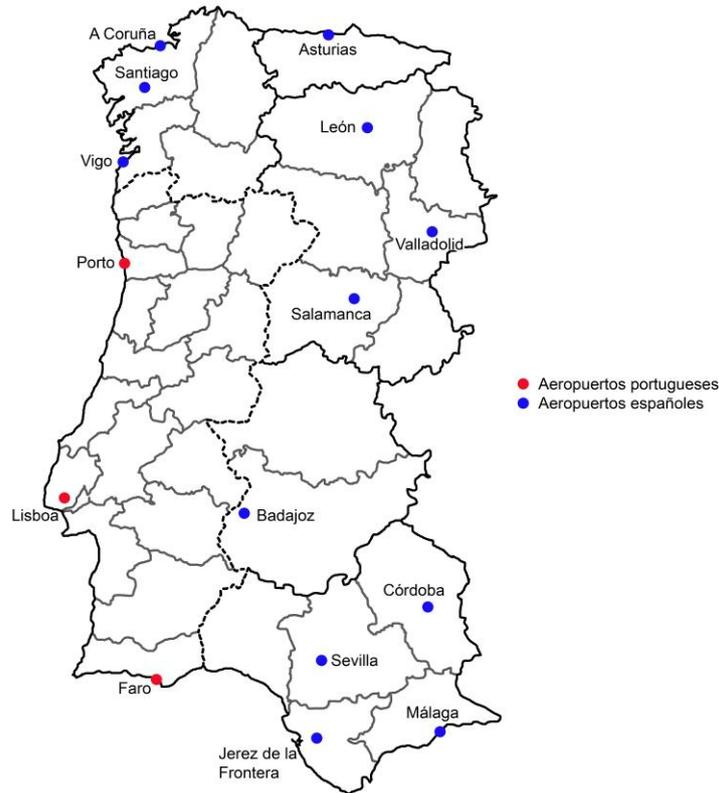 A Coruña
Asturias
Santiago
León
Vigo
Valladolid
Porto
Salamanca
Aeropuertos portugueses
Aeropuertos españoles
Lisboa
Badajoz
Córdoba
Sevilla
Faro
Málaga
Jerez de la
Frontera